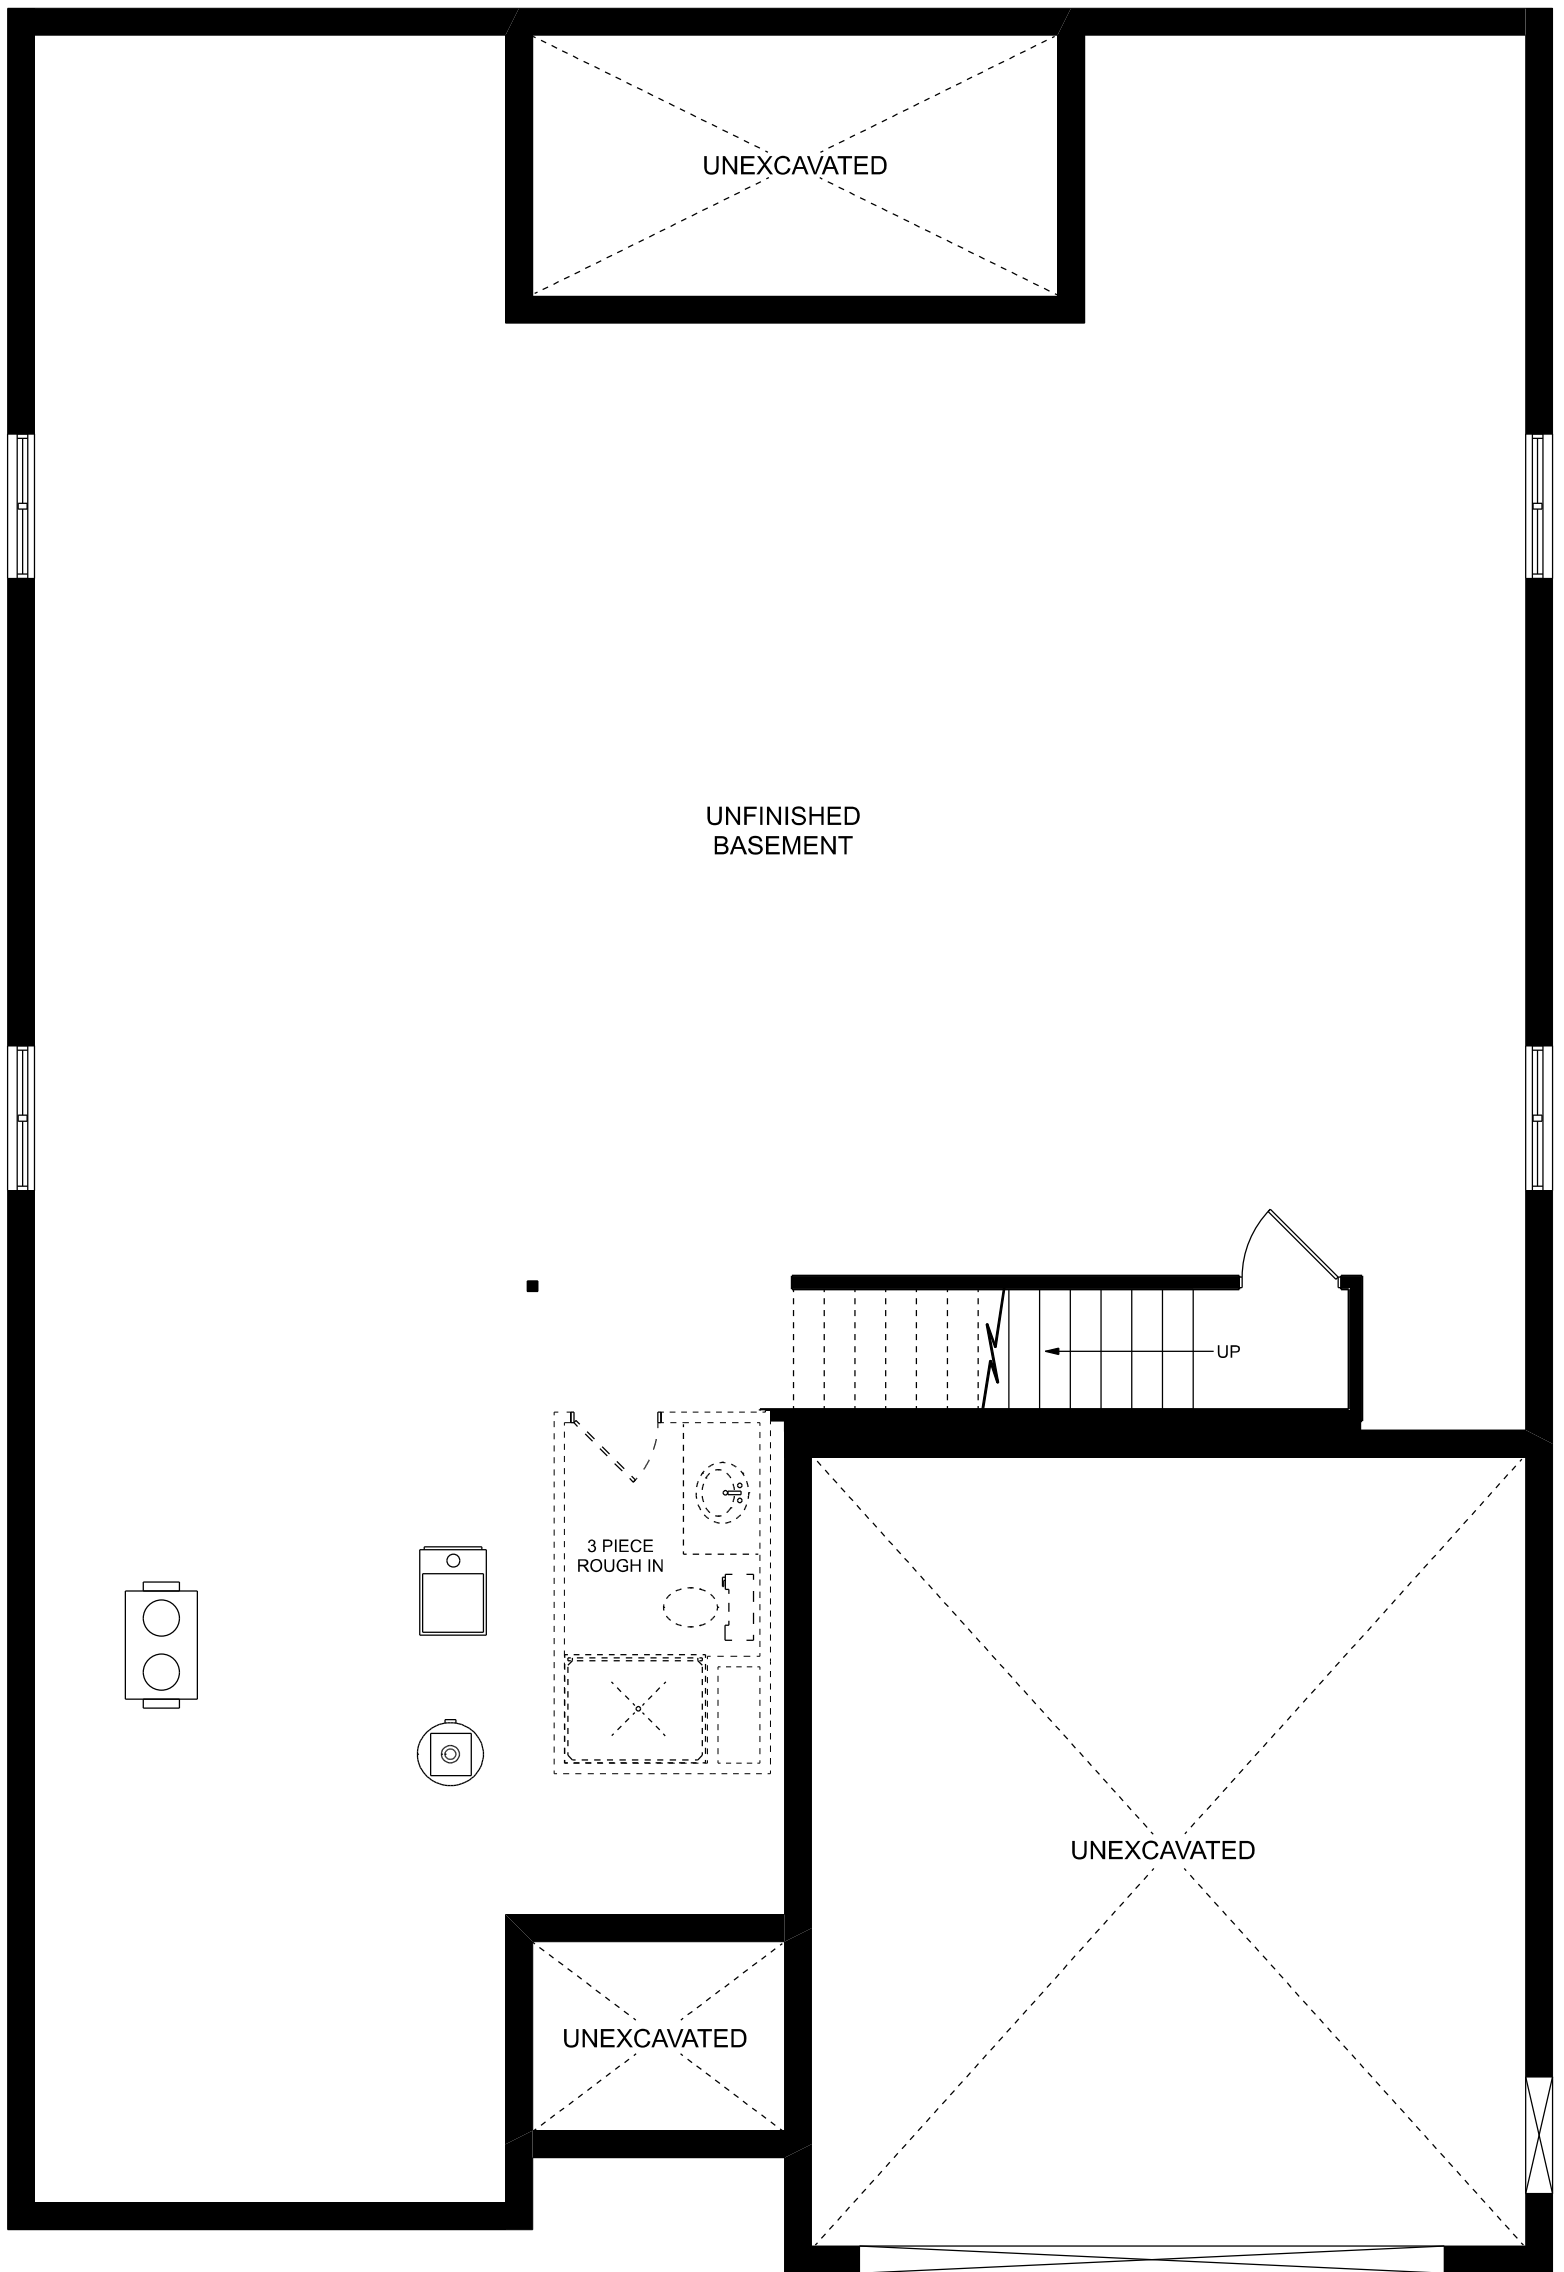 UNEXCAVATED
UNFINISHED
BASEMENT
UP
3 PIECE
ROUGH IN
UNEXCAVATED
UNEXCAVATED